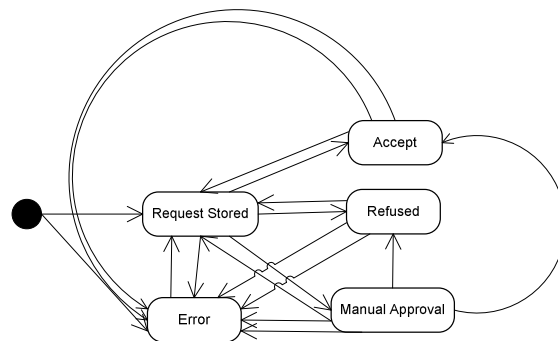 Accept
Request Stored
Refused
Error
Manual Approval